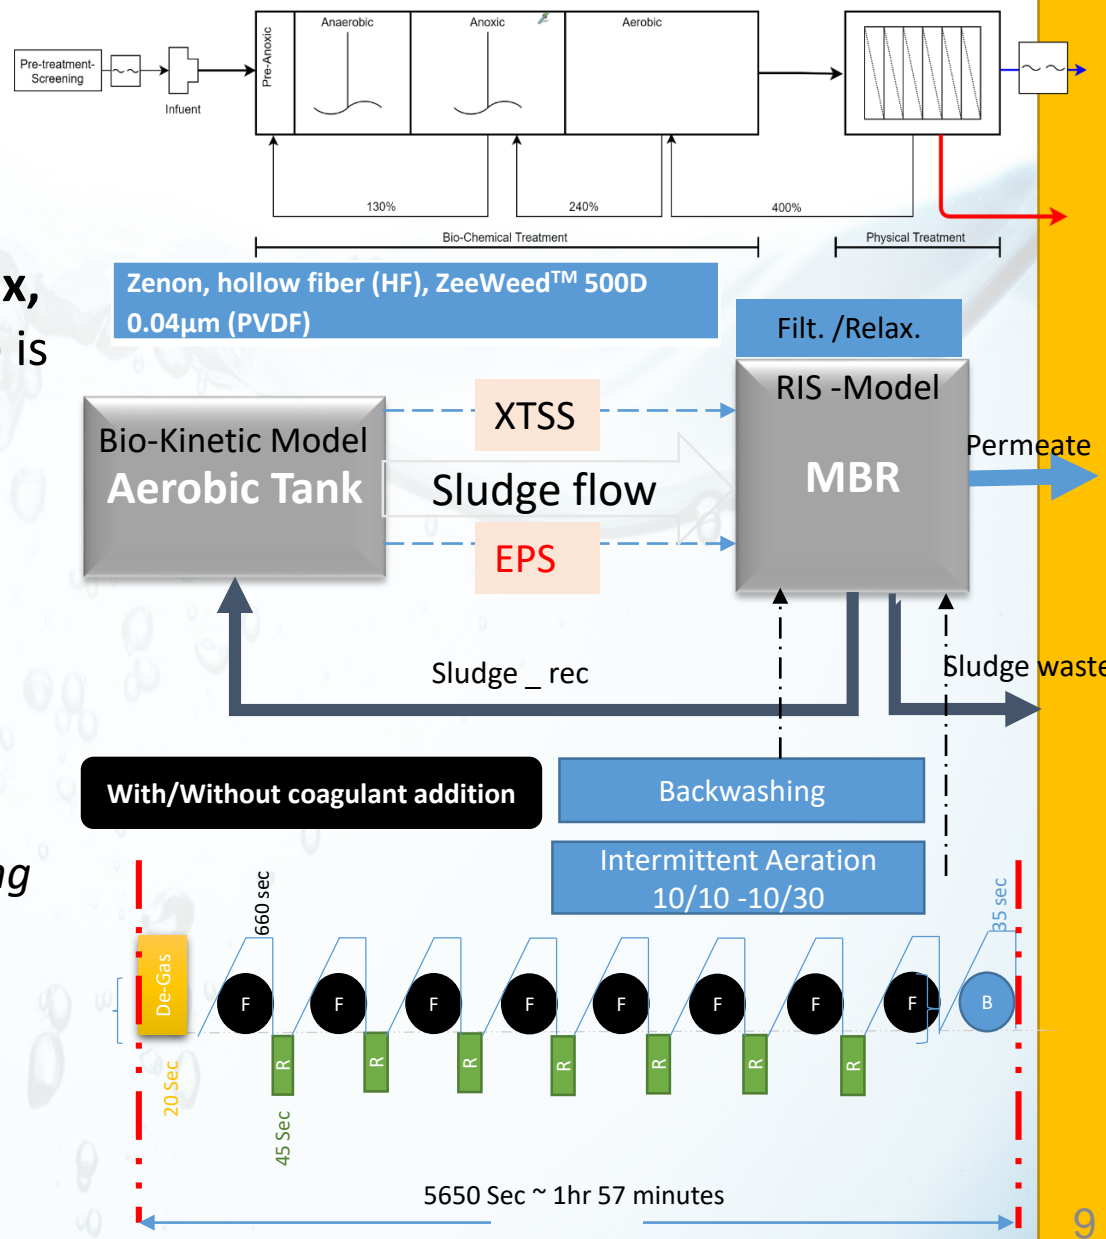 Anaerobic
Anoxic
Aerobic
Pre-Anoxic
Pre-treatment-
Screening
Infuent
130%
240%
400%
Bio-Chemical Treatment
Physical Treatment
x,
is
Zenon, hollow fiber (HF), ZeeWeed™ 500D
0.04µm (PVDF)
Filt. /Relax.
RIS -Model
MBR
XTSS
Bio-Kinetic Model
Aerobic Tank
Sludge flow
EPS
Permeate
Sludge _ rec
Sludge waste
With/Without coagulant addition
Backwashing
Intermittent Aeration
10/10 -10/30
ng
660 sec
35 sec
De-Gas
F
F
F
F
F
F
F
F
B
R
R
R
R
R
R
R
20 Sec
45 Sec
5650 Sec ~ 1hr 57 minutes
9